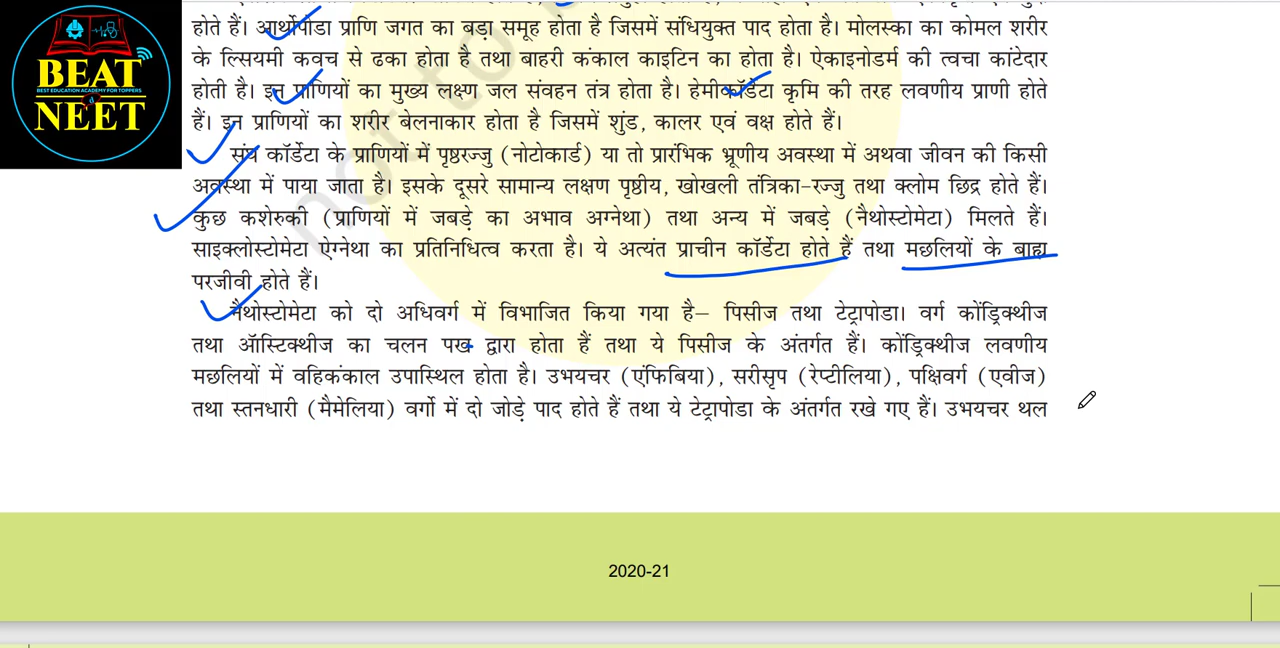 BEAT
BEST EDUCATION ACADEMY FOR TOPPERS
NEET
होते हैं। आर्थोपोडा प्राणि जगत का बड़ा समूह होता है जिसमें संधियुक्त पाद होता है। मोलस्का का कोमल शरीर
के ल्सियमी कवच से ढका होता है तथा बाहरी कंकाल काइटिन का होता है। ऐकाइनोडर्म की त्वचा कांटेदार
होती है। इन प्राणियों का मुख्य लक्ष्ण जल संवहन तंत्र होता है। हेमीकॉर्डेटा कृमि की तरह लवणीय प्राणी होते
हैं। इन प्राणियों का शरीर बेलनाकार होता है जिसमें शुंड, कालर एवं वक्ष होते हैं।
संघ कॉर्डेटा के प्राणियों में पृष्ठरज्जु (नोटोकार्ड) या तो प्रारंभिक भ्रूणीय अवस्था में अथवा जीवन की किसी
अवस्था में पाया जाता है। इसके दूसरे सामान्य लक्षण पृष्ठीय, खोखली तंत्रिका-रज्जु तथा क्लोम छिद्र होते हैं।
कुछ कशेरुकी (प्राणियों में जबड़े का अभाव अग्नेथा) तथा अन्य में जबड़े (नैथोस्टोमेटा) मिलते हैं।
साइक्लोस्टोमेटा ऐग्नेथा का प्रतिनिधित्व करता है। ये अत्यंत प्राचीन कॉर्डेटा होते हैं तथा मछलियों के बाह्य
परजीवी होते हैं।
नैथोस्टोमेटा को दो अधिवर्ग में विभाजित किया गया है– पिसीज तथा टेट्रापोडा। वर्ग कोंड्रिक्थीज
तथा ऑस्टिक्थीज का चलन पख द्वारा होता हैं तथा ये पिसीज के अंतर्गत हैं। कोंड्रिक्थीज लवणीय
मछलियों में वहिकंकाल उपास्थिल होता है। उभयचर (एंफिबिया), सरीसृप (रेप्टीलिया), पक्षिवर्ग (एवीज)
तथा स्तनधारी (मैमेलिया) वर्गो में दो जोड़े पाद होते हैं तथा ये टेट्रापोडा के अंतर्गत रखे गए हैं। उभयचर थल
2020-21
not to b